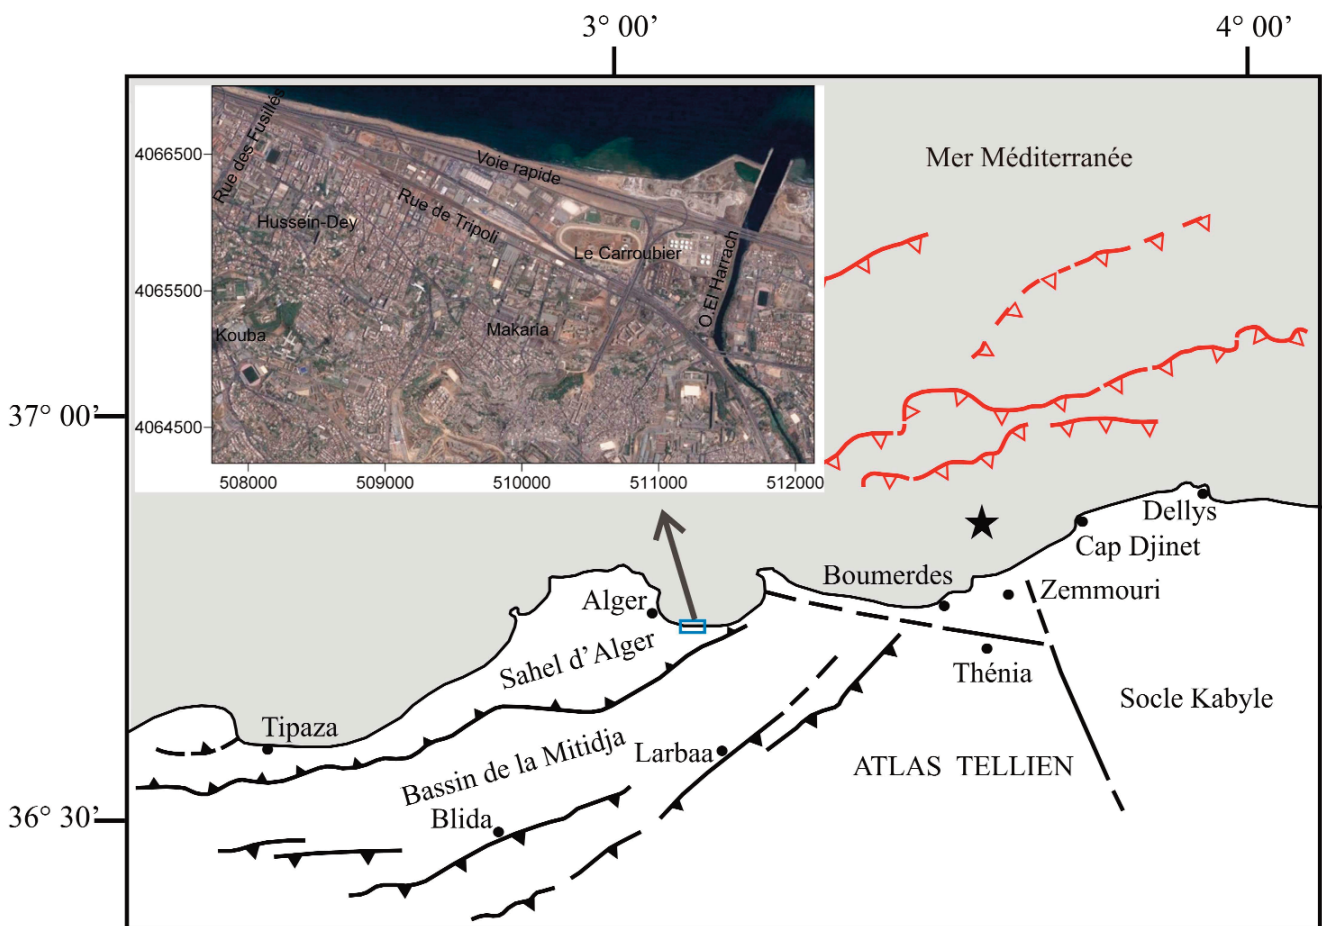 3° 00’
4° 00’
4066500
Rue des Fusillés
Voie rapide
Mer Méditerranée
Rue de Tripoli
Hussein-Dey
Le Carroubier
O.El Harrach
4065500
Makaria
Kouba
37° 00’
4064500
508000
509000
510000
511000
512000
Dellys
Cap Djinet
Boumerdes
Zemmouri
Alger
Sahel d’Alger
Thénia
Socle Kabyle
Tipaza
Bassin de la Mitidja
Larbaa
ATLAS TELLIEN
36° 30’
Blida